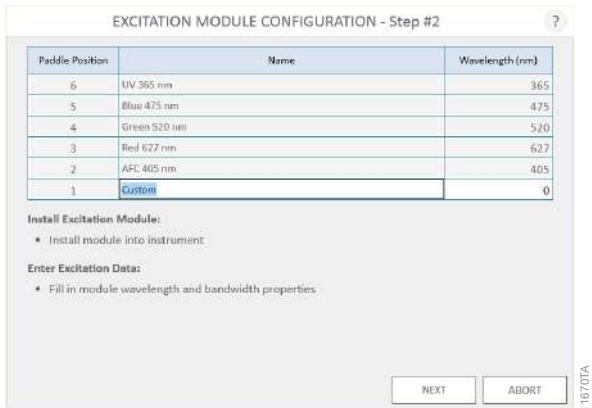 EXCITATION MODULE CONFIGURATION - Step #2 ?
Paddle Position Name Wavelength (nm)
6 UV 365 nm 365
5 Blue 475 nm 475
4 Green 520 nm 520
3 Red 627 nm 627
2 AFC 405 nm 405
1 Custom 0
Install Excitation Module:
• Install module into instrument
Enter Excitation Data:
• Fill in module wavelength and bandwidth properties
NEXT ABORT
1670TA